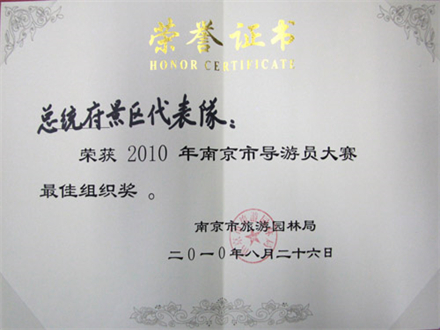 荣誉证书
HONOR CERTIFICATE
总统府景区代表队：
荣获 2010 年南京市导游员大赛
最佳组织奖。
南京市旅游园林局
二0一0年八月二十六日